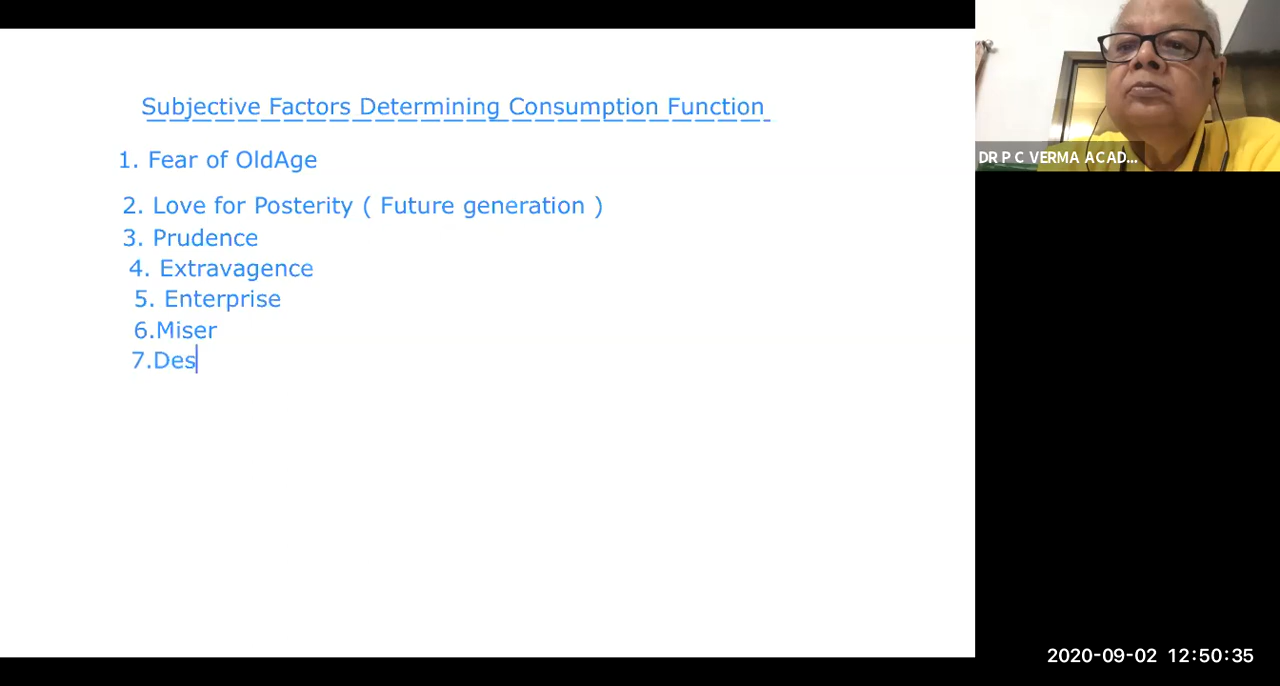 Subjective Factors Determining Consumption Function
1. Fear of OldAge
2. Love for Posterity ( Future generation )
3. Prudence
4. Extravagence
5. Enterprise
6.Miser
7.Des
DR P C VERMA ACAD...
2020-09-02 12:50:35